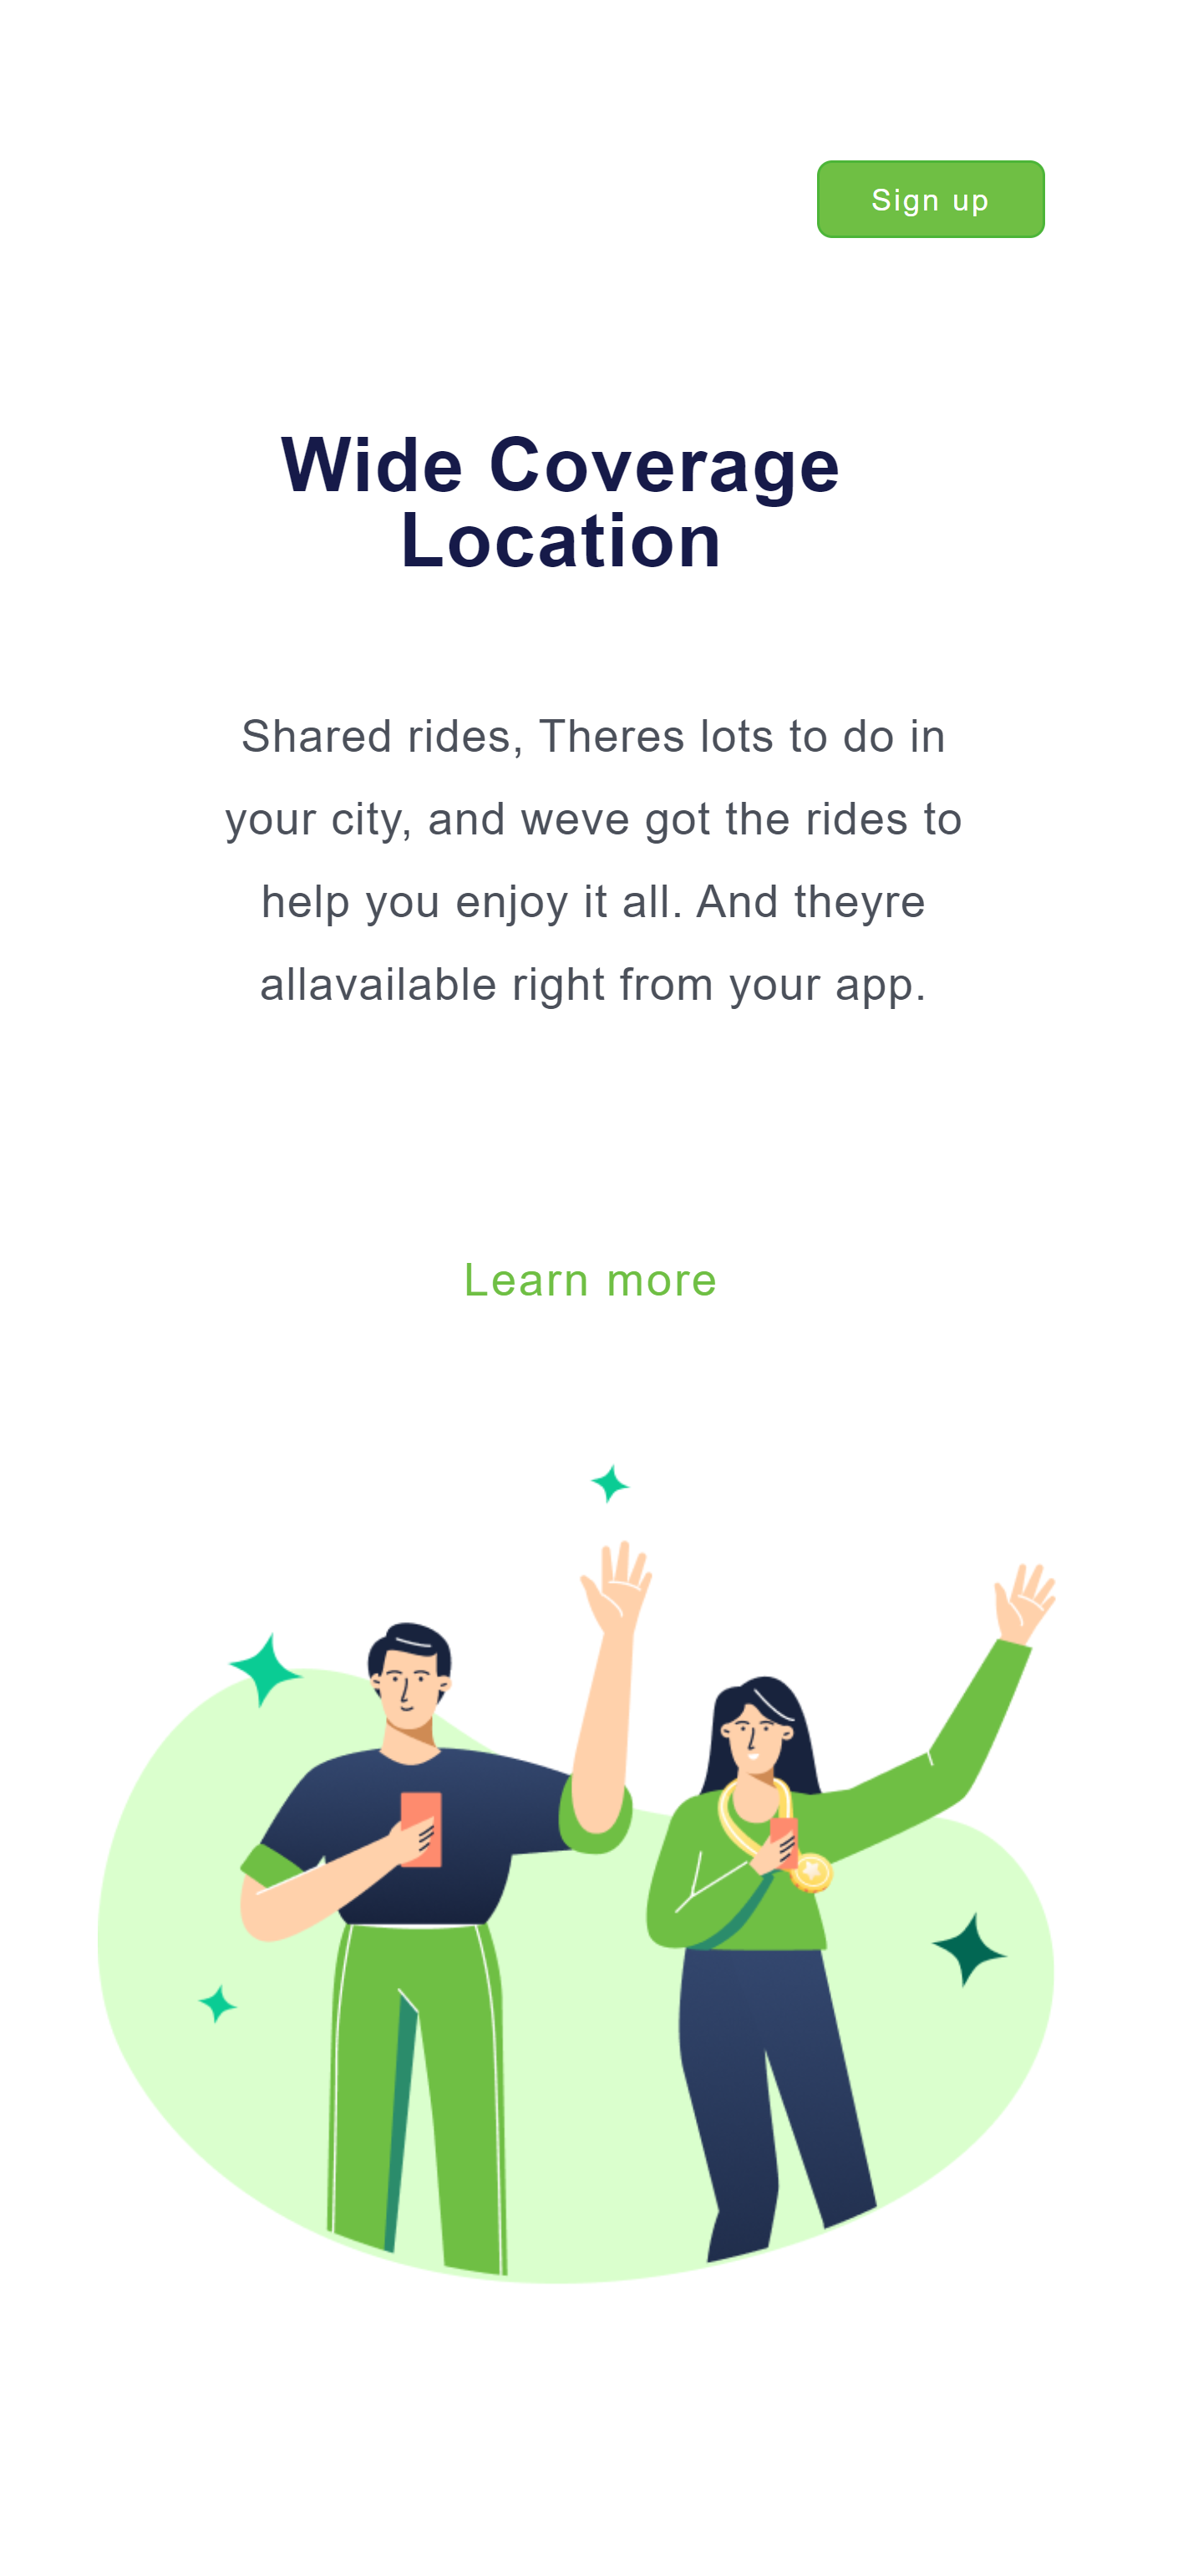 Sign up
Wide Coverage
Location
Shared rides, Theres lots to do in
your city, and weve got the rides to
help you enjoy it all. And theyre
allavailable right from your app.
Learn more